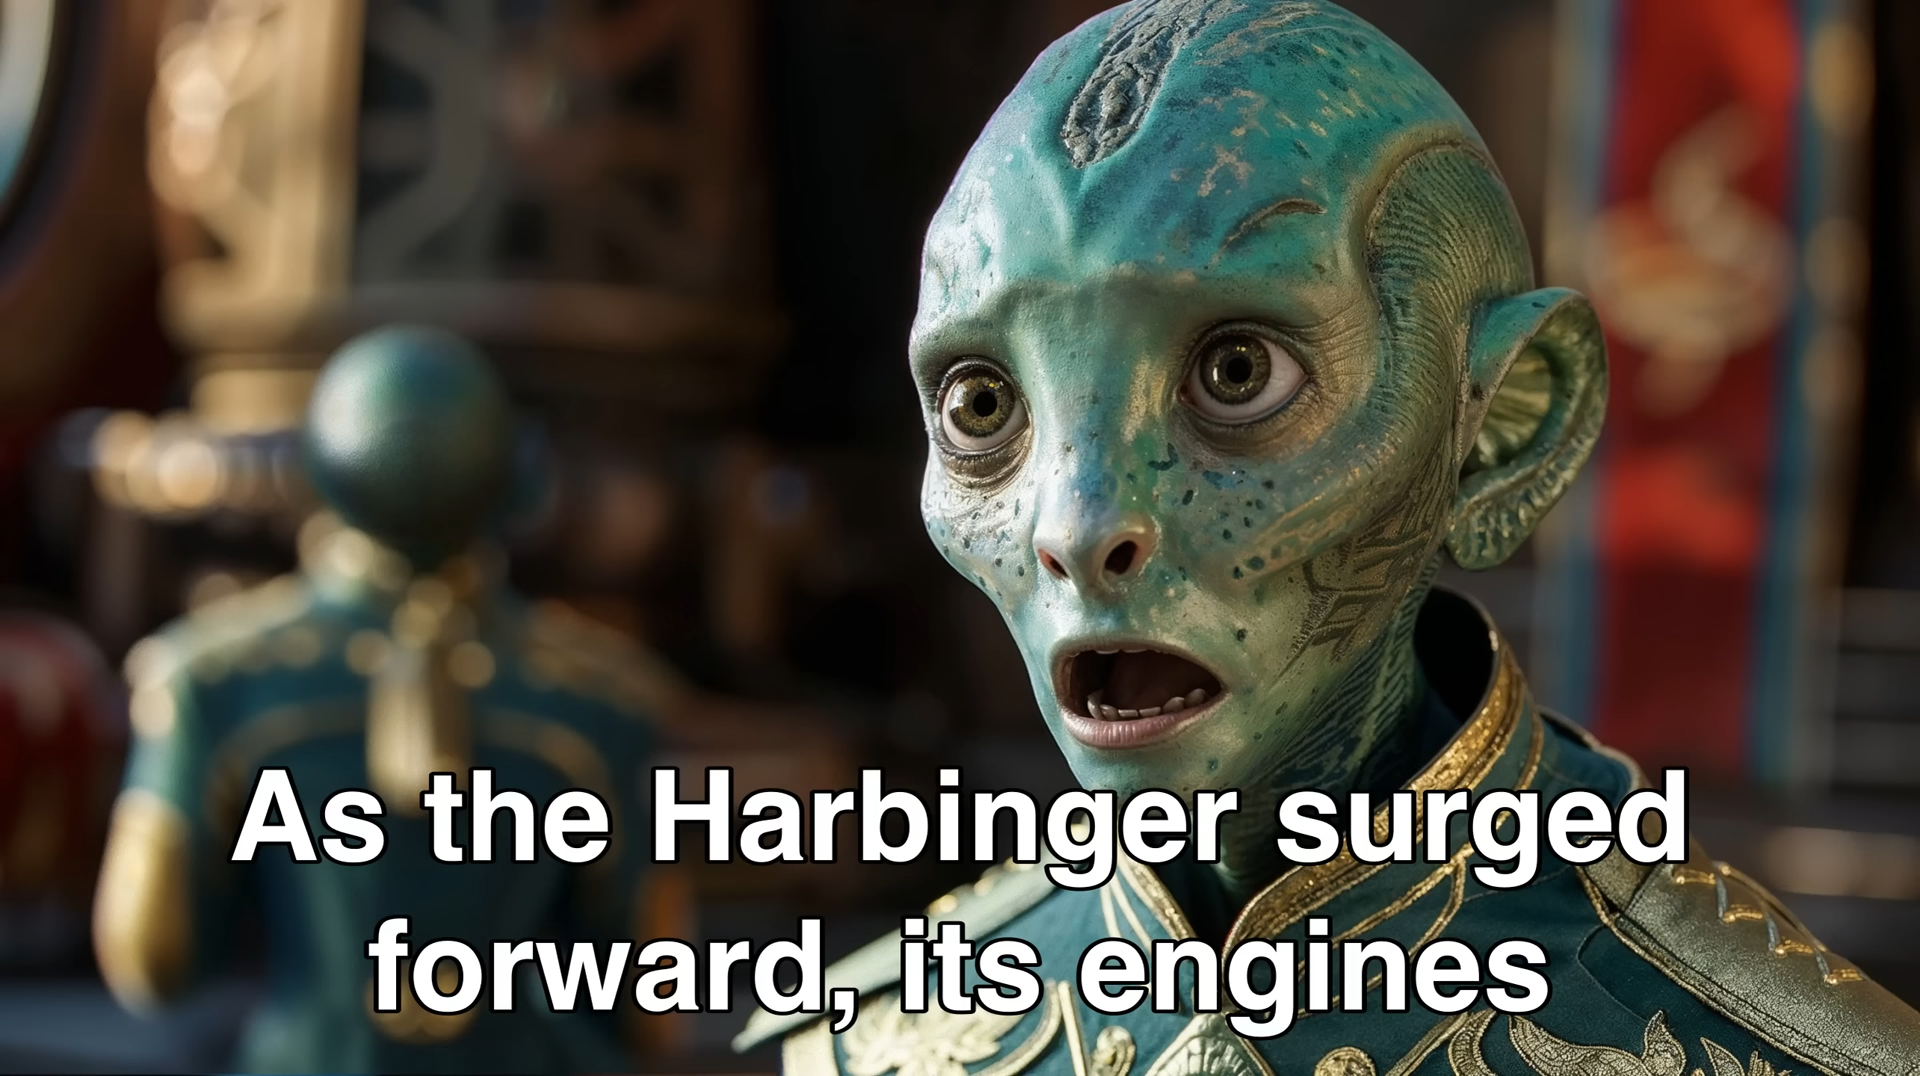 As the Harbinger surged
forward, its engines